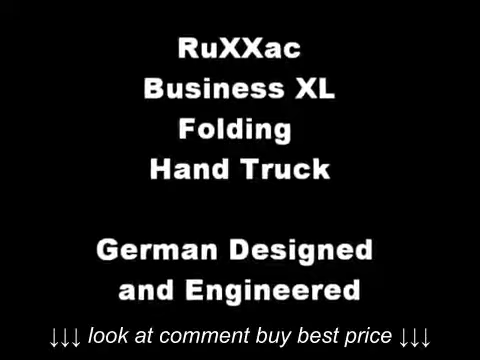 RuXXac
Business XL
Folding
Hand Truck
German Designed
and Engineered
↓↓↓ look at comment buy best price ↓↓↓